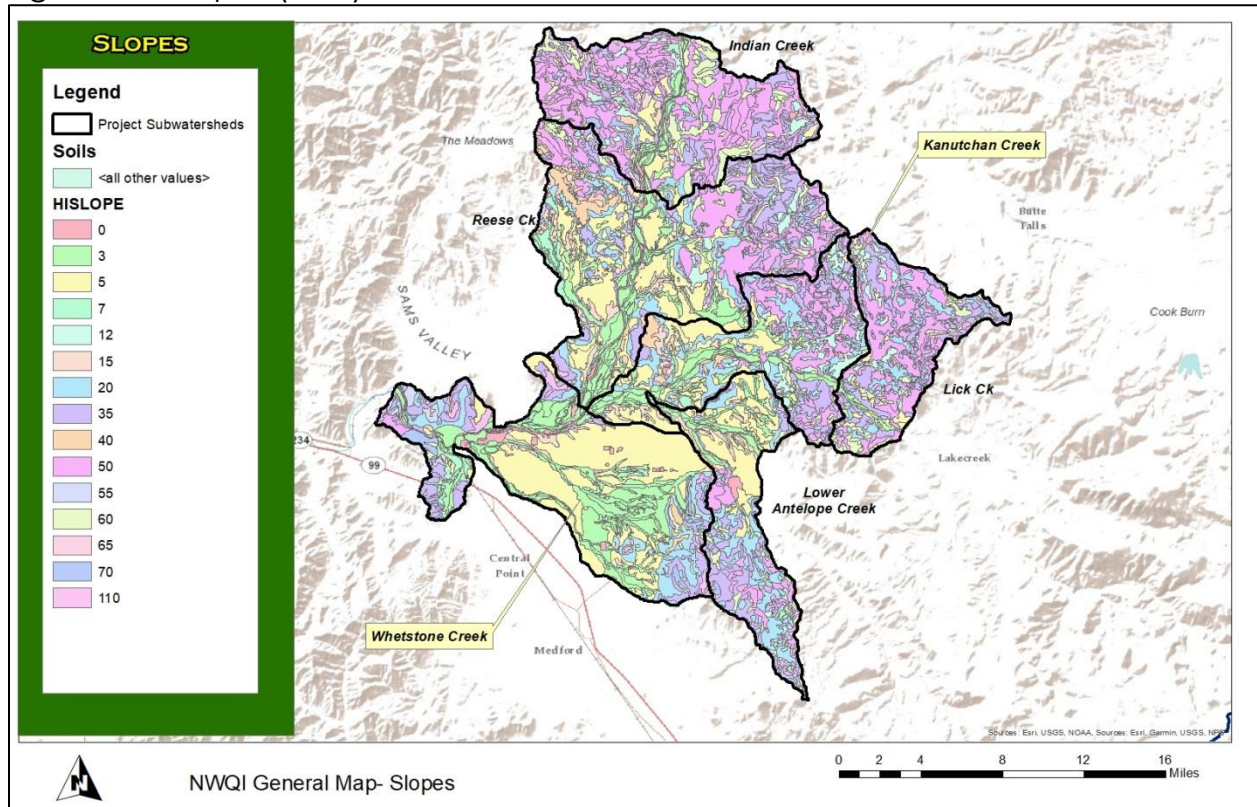 SLOPES
Legend
Project Subwatersheds
Soils
<all other values>
HISLOPE
0
3
5
7
12
15
20
35
40
50
55
60
65
70
110
Indian Creek
The Meadows
Kanutchan Creek
Reese Ck
Butte
Falls
SAMS VALLEY
Cook Burn
Lick Ck
234
99
Lakecreek
Lower
Antelope Creek
Central
Point
Whetstone Creek
Medford
Sources: Esri, USGS, NOAA, Sources: Esri, Garmin, USGS, NPS
N
NWQI General Map- Slopes
0 2 4 8 12 16
Miles